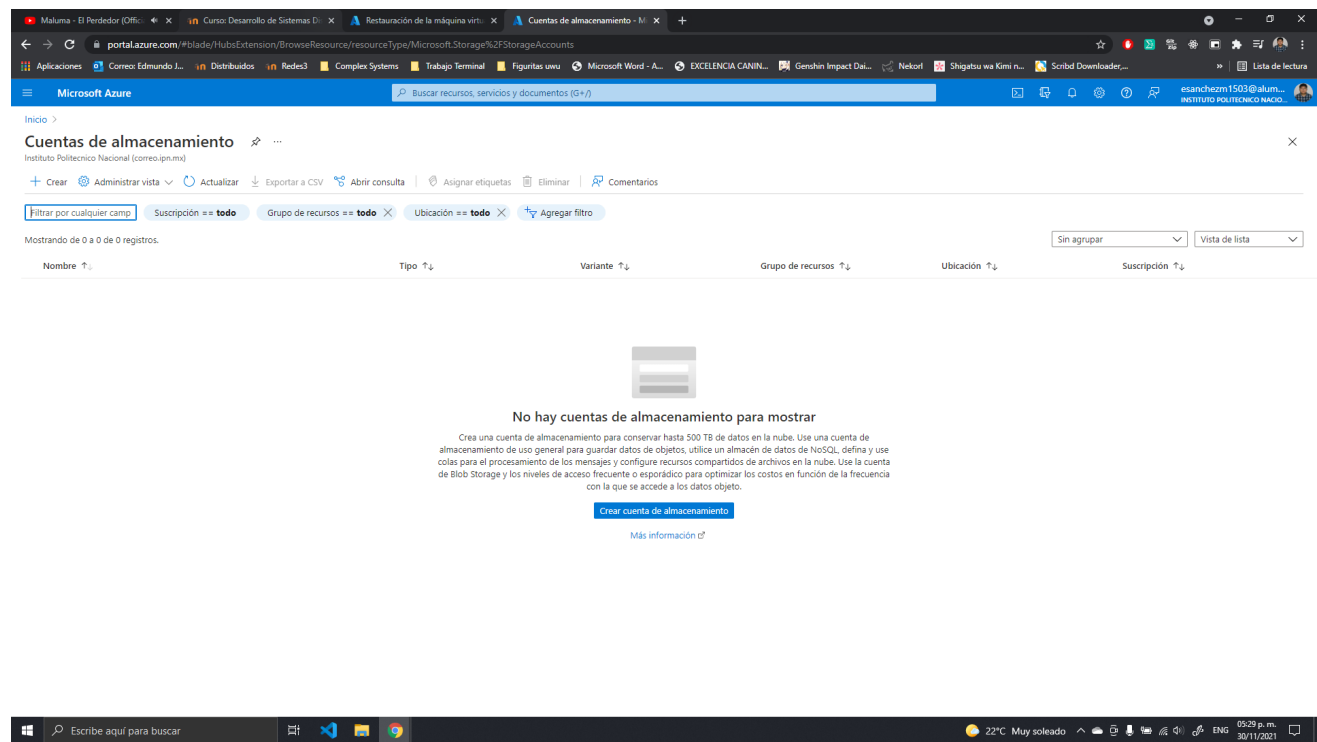 Maluma - El Perdedor (Offici
Curso: Desarrollo de Sistemas Di
Restauración de la máquina virtu
Cuentas de almacenamiento - Mi
portal.azure.com/#blade/HubsExtension/BrowseResource/resourceType/Microsoft.Storage%2FStorageAccounts
Aplicaciones Correo: Edmundo J... Distribuidos Redes3 Complex Systems Trabajo Terminal Figuritas uwu Microsoft Word - A... EXCELENCIA CANIN... Genshin Impact Dai... Nekorl Shigatsu wa Kimi n... Scribd Downloader,... » Lista de lectura
Microsoft Azure
Buscar recursos, servicios y documentos (G+/)
esanchezm1503@alum...
INSTITUTO POLITECNICO NACIO...
Inicio >
Cuentas de almacenamiento ...
Instituto Politecnico Nacional (correo.ipn.mx)
+ Crear Administrar vista Actualizar Exportar a CSV Abrir consulta Asignar etiquetas Eliminar Comentarios
Filtrar por cualquier camp Suscripción == todo Grupo de recursos == todo Ubicación == todo Agregar filtro
Mostrando de 0 a 0 de 0 registros.
Sin agrupar Vista de lista
Nombre ↑↓ Tipo ↑↓ Variante ↑↓ Grupo de recursos ↑↓ Ubicación ↑↓ Suscripción ↑↓
No hay cuentas de almacenamiento para mostrar
Crea una cuenta de almacenamiento para conservar hasta 500 TB de datos en la nube. Use una cuenta de
almacenamiento de uso general para guardar datos de objetos, utilice un almacén de datos de NoSQL, defina y use
colas para el procesamiento de los mensajes y configure recursos compartidos de archivos en la nube. Use la cuenta
de Blob Storage y los niveles de acceso frecuente o esporádico para optimizar los costos en función de la frecuencia
con la que se accede a los datos objeto.
Crear cuenta de almacenamiento
Más información
Escribe aquí para buscar
22°C Muy soleado
ENG
05:29 p. m.
30/11/2021